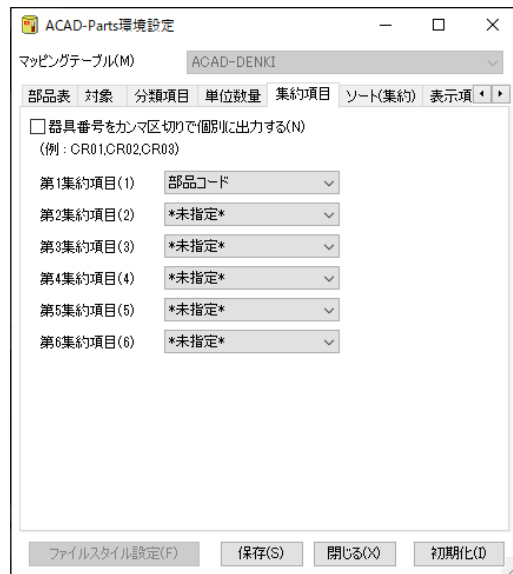 ACAD-Parts環境設定
マッピングテーブル(M) ACAD-DENKI
部品表 対象 分類項目 単位数量 集約項目 ソート(集約) 表示項
器具番号をカンマ区切りで個別に出力する(N)
(例：CR01,CR02,CR03)
第1集約項目(1) 部品コード
第2集約項目(2) *未指定*
第3集約項目(3) *未指定*
第4集約項目(4) *未指定*
第5集約項目(5) *未指定*
第6集約項目(6) *未指定*
ファイルスタイル設定(F) 保存(S) 閉じる(X) 初期化(I)